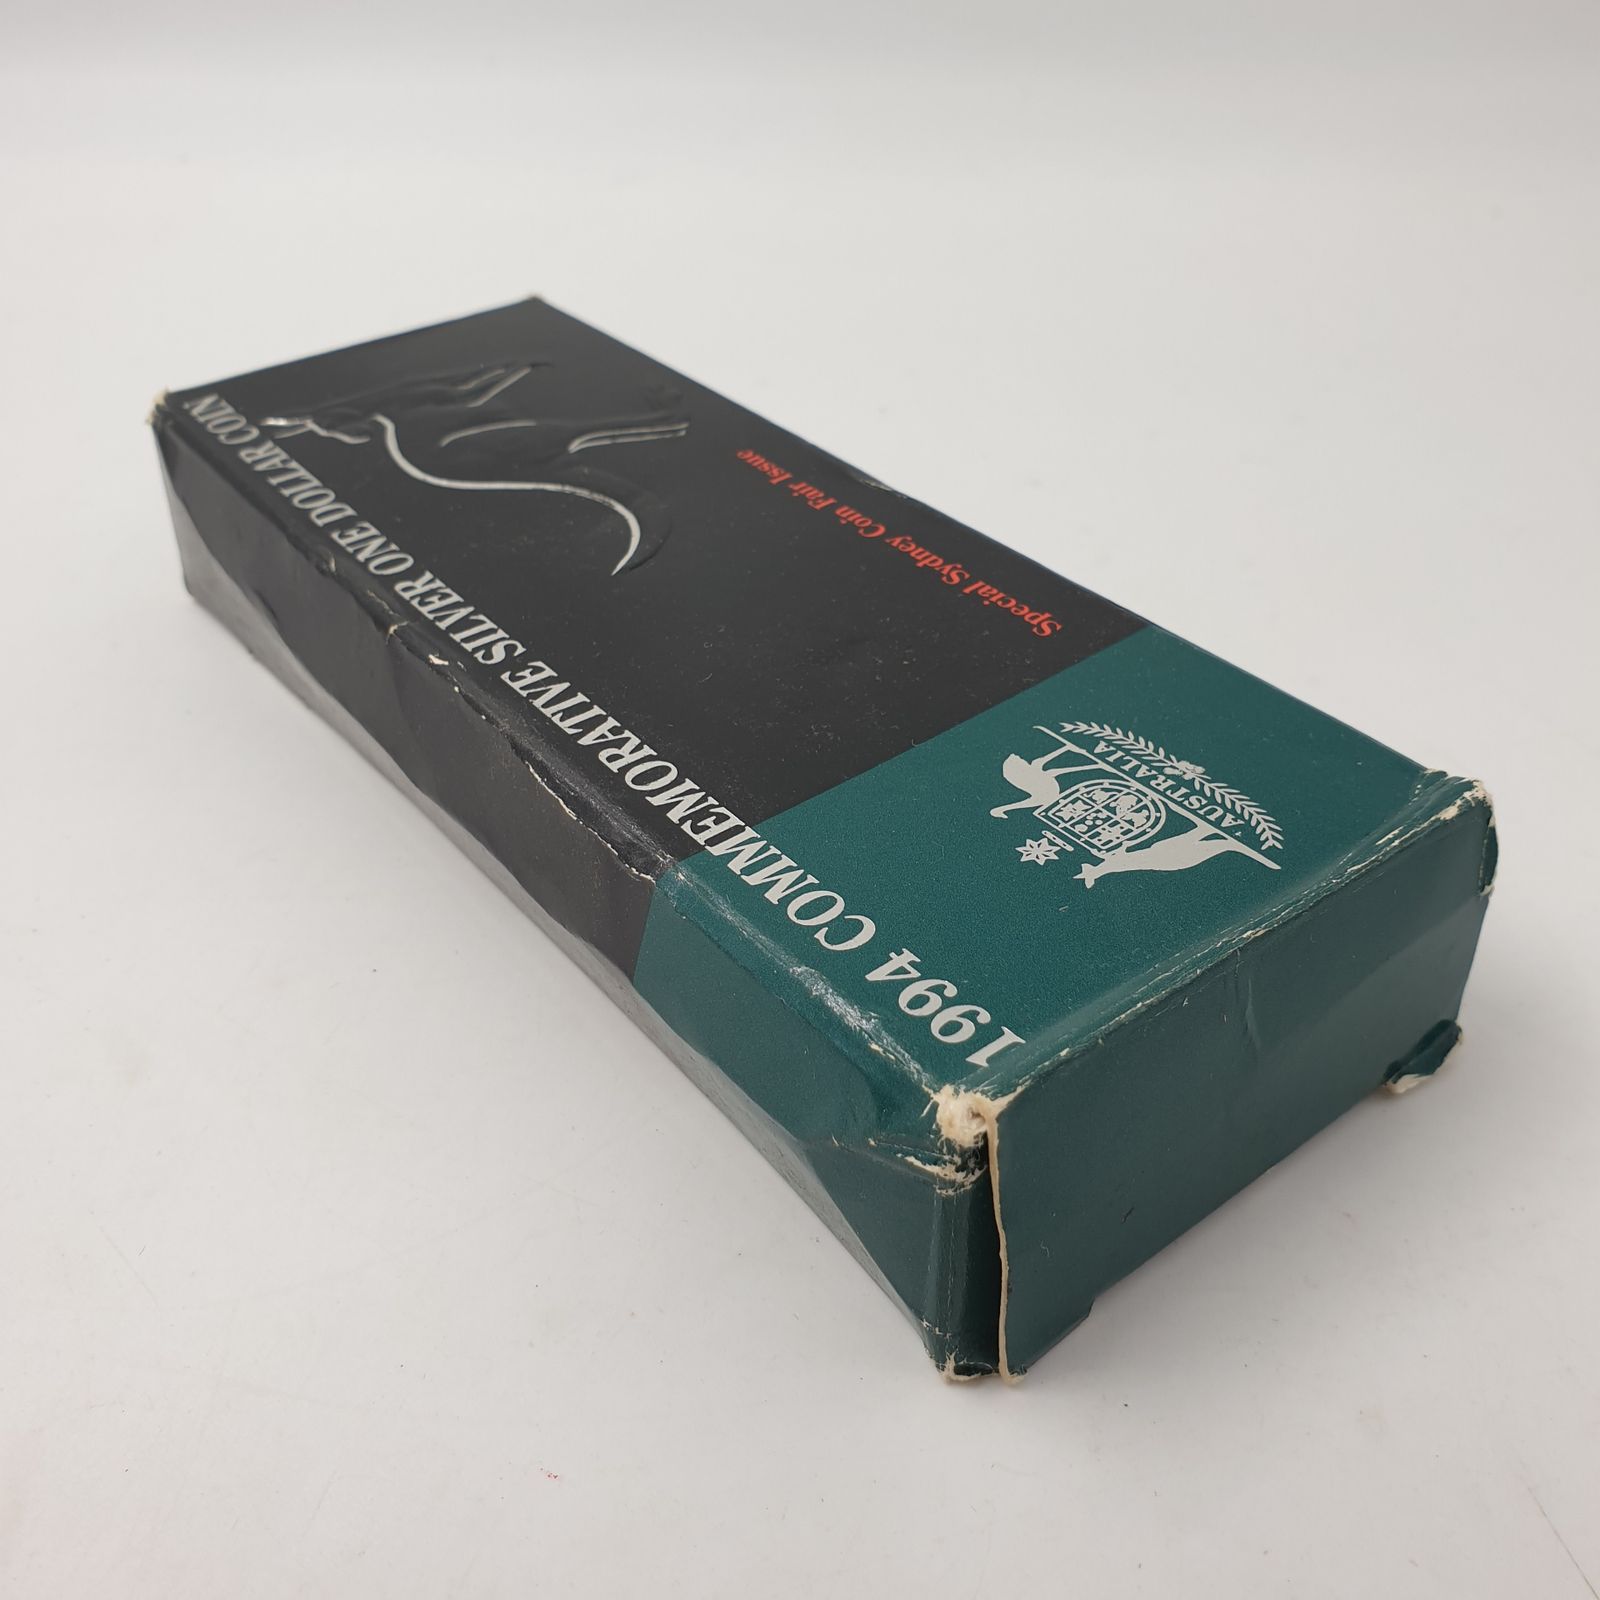 1994 COMMEMORATIVE SILVER ONE DOLLAR COIN
Special Sydney Coin Fair Issue
AUSTRALIA